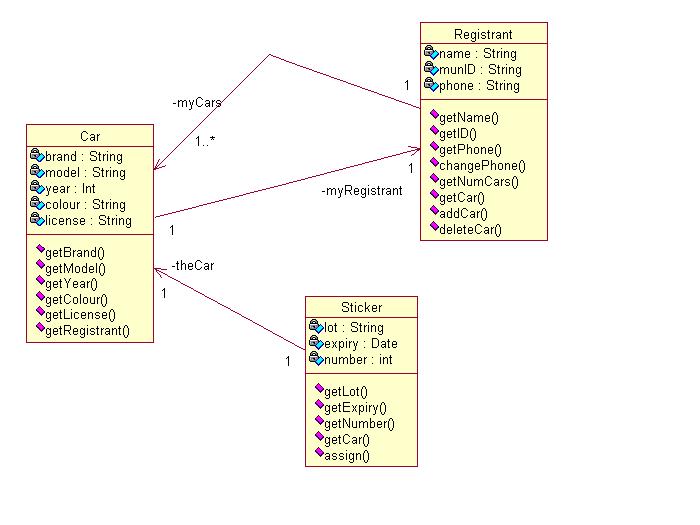 Registrant
name : String
munID : String
phone : String
getName()
getID()
getPhone()
changePhone()
getNumCars()
getCar()
addCar()
deleteCar()
1
-myCars
1..*
Car
brand : String
model : String
year : Int
colour : String
license : String
getBrand()
getModel()
getYear()
getColour()
getLicense()
getRegistrant()
1
-myRegistrant
1
-theCar
1
1
Sticker
lot : String
expiry : Date
number : int
getLot()
getExpiry()
getNumber()
getCar()
assign()